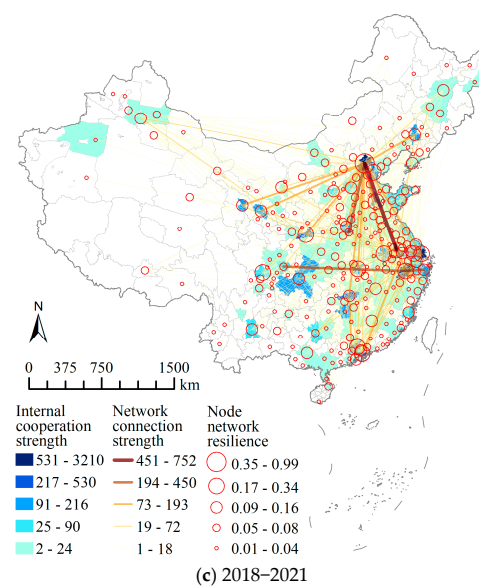 N
0 375 750 1500
km
Internal cooperation strength
531 - 3210
217 - 530
91 - 216
25 - 90
2 - 24
Network connection strength
451 - 752
194 - 450
73 - 193
19 - 72
1 - 18
Node network resilience
0.35 - 0.99
0.17 - 0.34
0.09 - 0.16
0.05 - 0.08
0.01 - 0.04
(c) 2018–2021